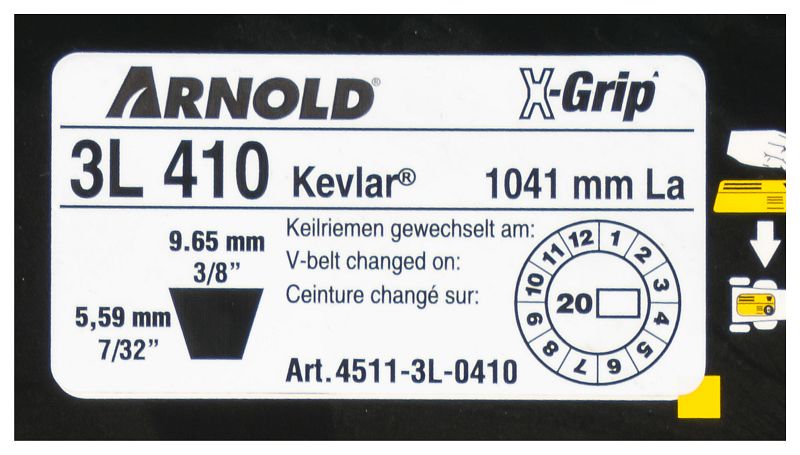 ARNOLD® X-Grip^
3L 410 Kevlar® 1041 mm La
9.65 mm
3/8”
5,59 mm
7/32”
Keilriemen gewechselt am:
V-belt changed on:
Ceinture changé sur:
Art.4511-3L-0410
1 2 3 4 5 6 7 8 9 10 11 12
20